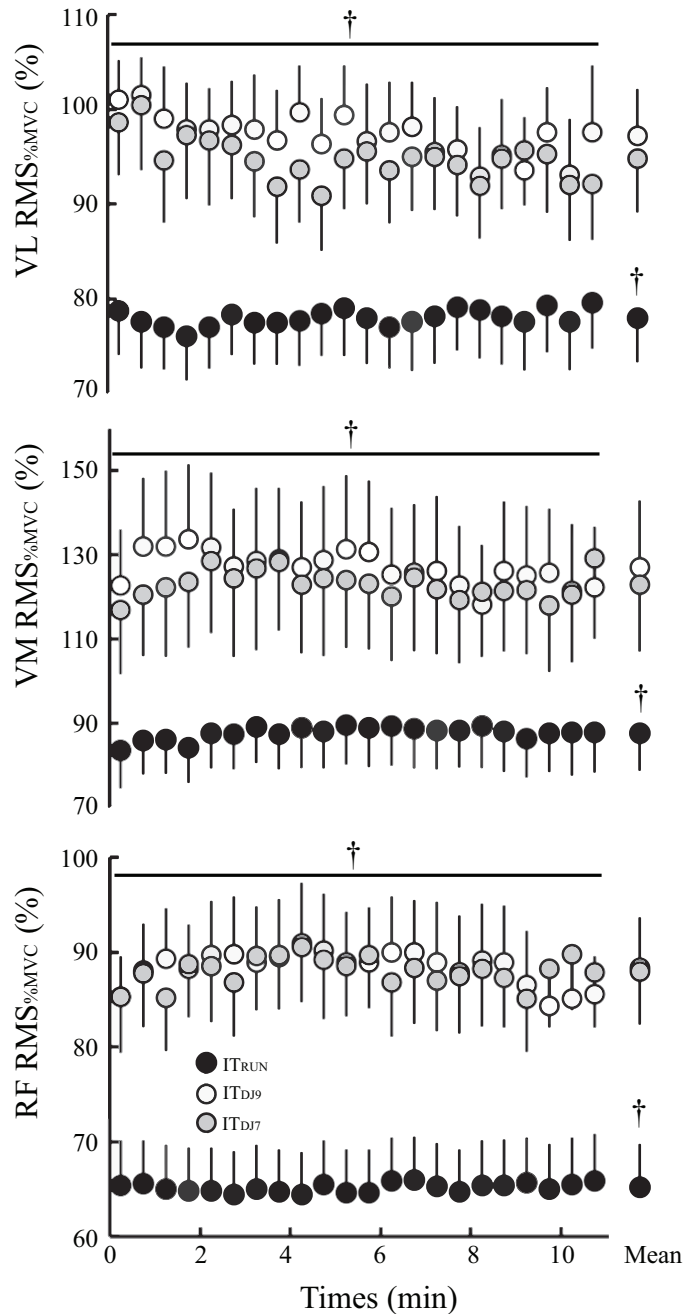 †
110
100
90
80
70
VL RMS%MVC (%)
†
†
150
130
110
90
70
VM RMS%MVC (%)
†
†
100
90
80
70
60
RF RMS%MVC (%)
ITRUN
ITDJ9
ITDJ7
†
0 2 4 6 8 10 Mean
Times (min)